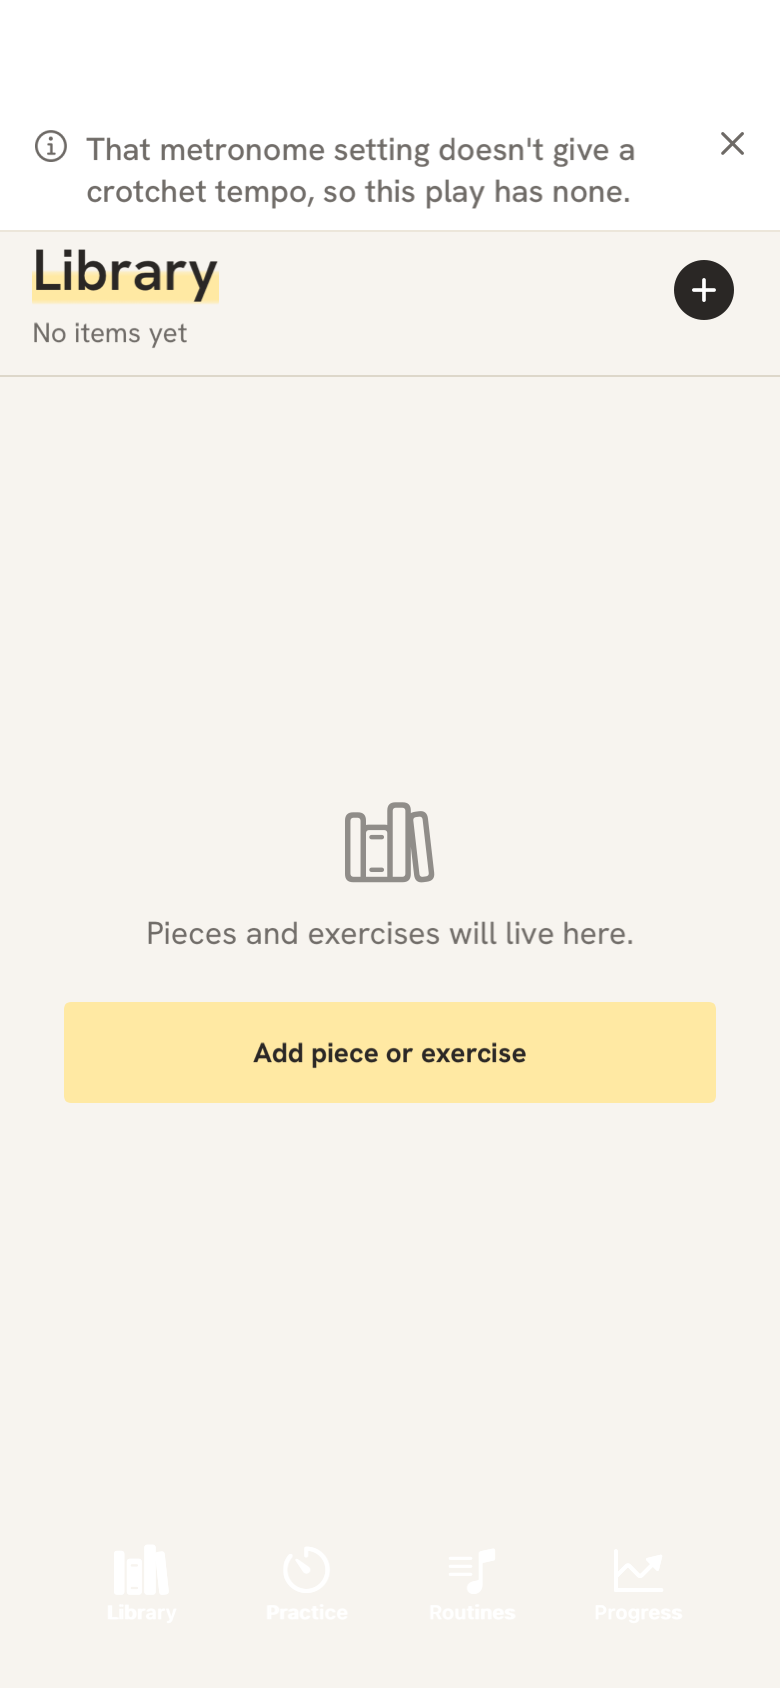 That metronome setting doesn't give a
crotchet tempo, so this play has none.
Library
No items yet
Pieces and exercises will live here.
Add piece or exercise
Library
Practice
Routines
Progress